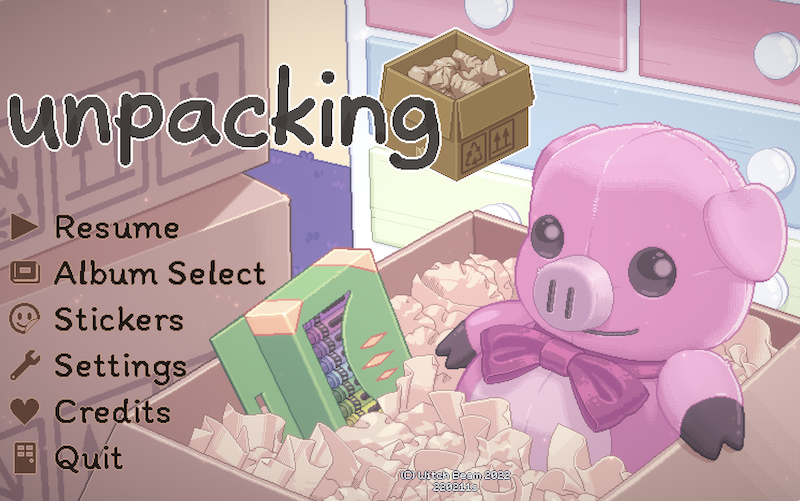 unpacking
Resume
Album Select
Stickers
Settings
Credits
Quit
(C) Witch Beam 2022